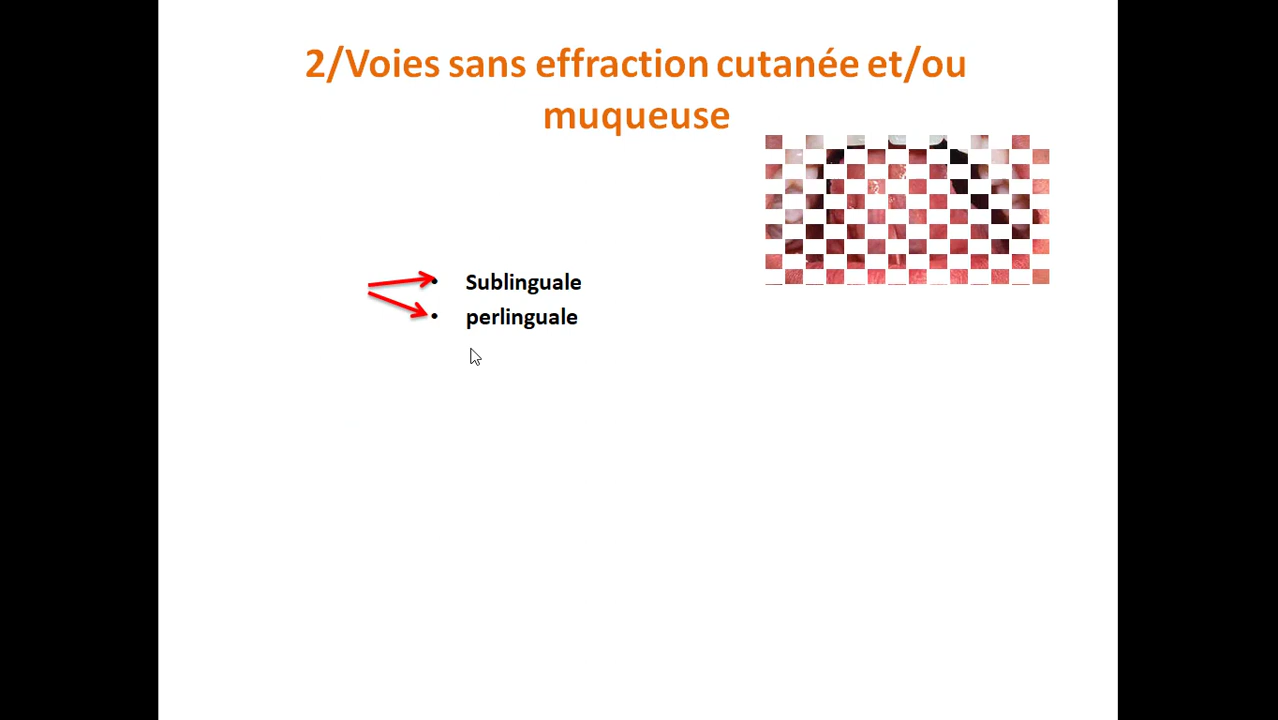 2/Voies sans effraction cutanée et/ou
muqueuse
• Sublinguale
• perlinguale